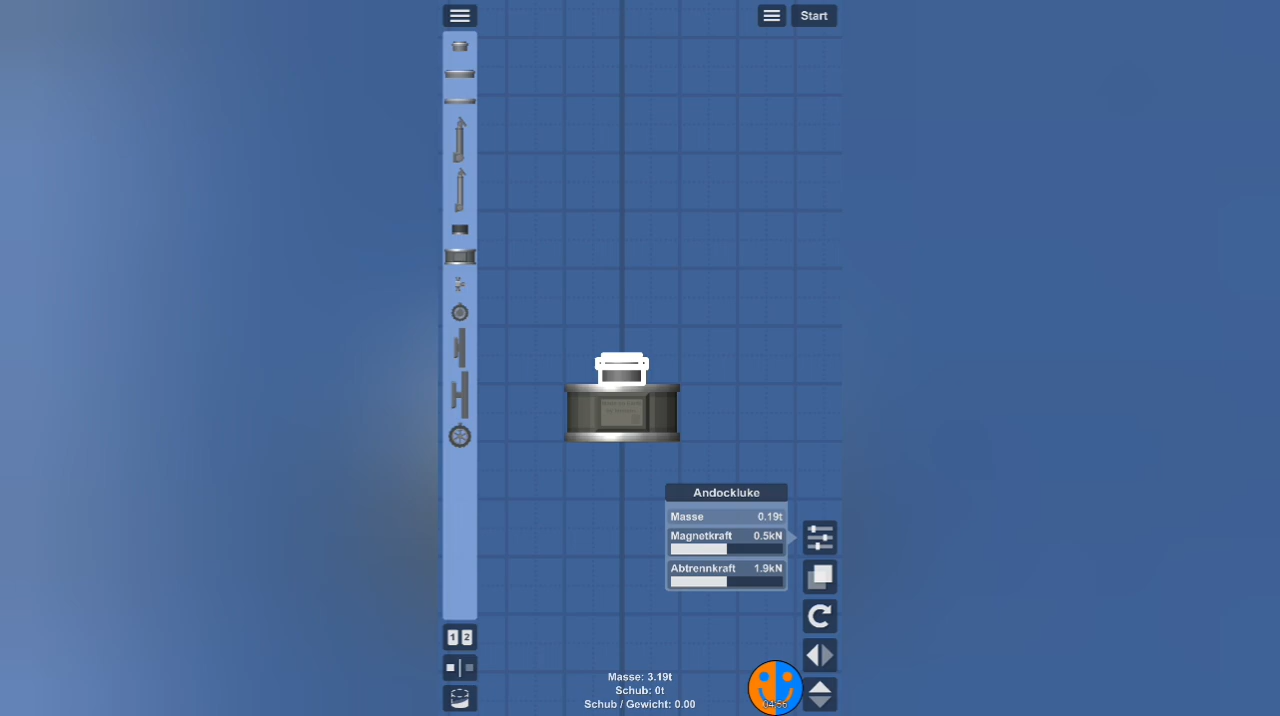 Start
Andockluke
Masse 0.19t
Magnetkraft 0.5kN
Abtrennkraft 1.9kN
1 2
Masse: 3.19t
Schub: 0t
Schub / Gewicht: 0.00